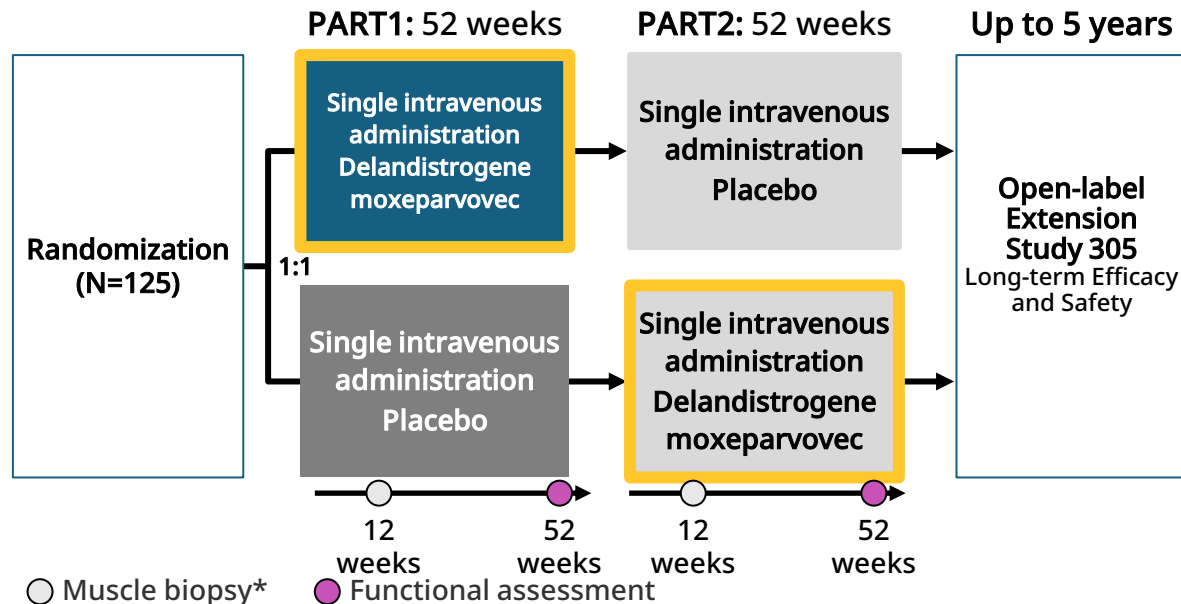 PART1: 52 weeks
PART2: 52 weeks
Up to 5 years
Randomization
(N=125)
1:1
Single intravenous
administration
Delandistrogene
moxeparvovec
Single intravenous
administration
Placebo
Single intravenous
administration
Placebo
Single intravenous
administration
Delandistrogene
moxeparvovec
Open-label
Extension
Study 305
Long-term Efficacy
and Safety
12
weeks
52
weeks
12
weeks
52
weeks
Muscle biopsy*
Functional assessment